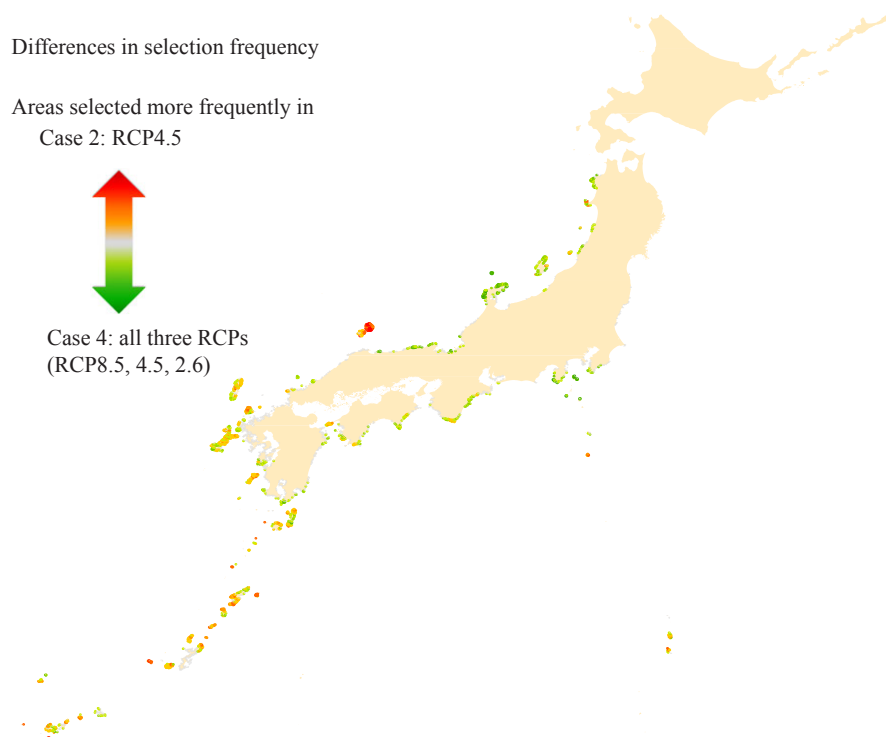 Differences in selection frequency
Areas selected more frequently in
Case 2: RCP4.5
Case 4: all three RCPs
(RCP8.5, 4.5, 2.6)